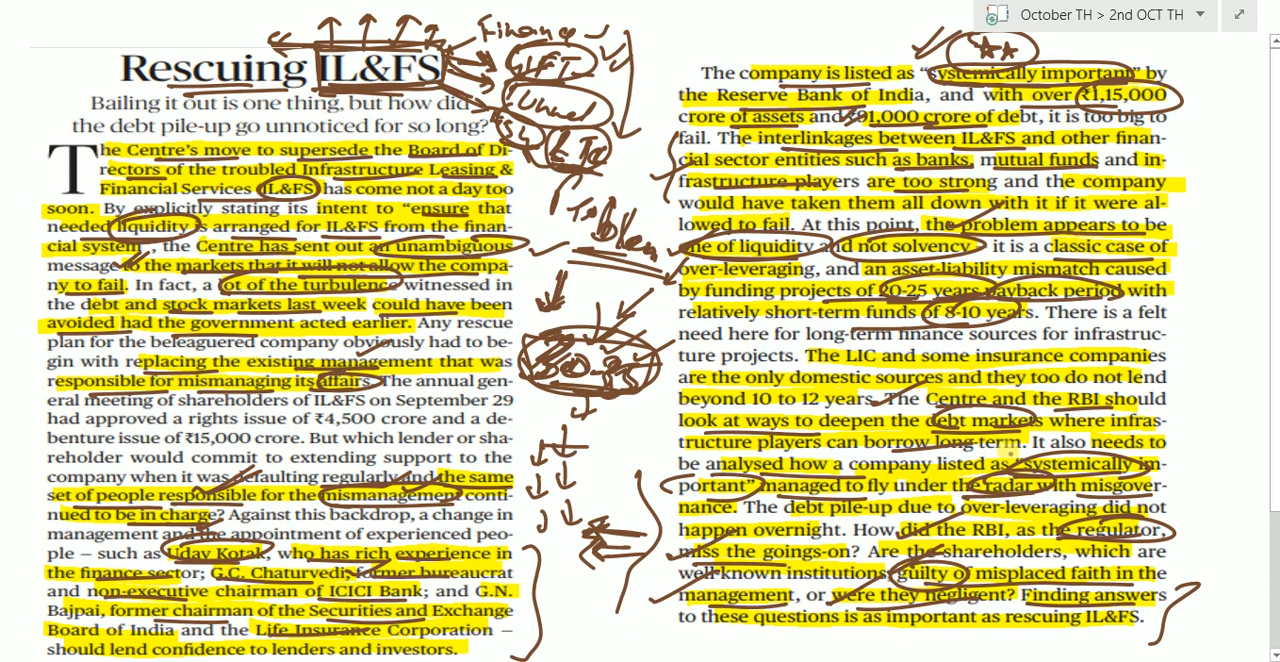 October TH > 2nd OCT TH
Rescuing IL&FS
Bailing it out is one thing, but how did
the debt pile-up go unnoticed for so long?
The Centre's move to supersede the Board of Di-
rectors of the troubled Infrastructure Leasing &
Financial Services (IL&FS) has come not a day too
soon. By explicitly stating its intent to “ensure that
needed liquidity is arranged for IL&FS from the finan-
cial system”, the Centre has sent out an unambiguous
message to the markets that it will not allow the compa-
ny to fail. In fact, a lot of the turbulence witnessed in
the debt and stock markets last week could have been
avoided had the government acted earlier. Any rescue
plan for the beleaguered company obviously had to be-
gin with replacing the existing management that was
responsible for mismanaging its affairs. The annual gen-
eral meeting of shareholders of IL&FS on September 29
had approved a rights issue of ₹4,500 crore and a de-
benture issue of ₹15,000 crore. But which lender or sha-
reholder would commit to extending support to the
company when it was defaulting regularly and the same
set of people responsible for the mismanagement conti-
nued to be in charge? Against this backdrop, a change in
management and the appointment of experienced peo-
ple – such as Uday Kotak, who has rich experience in
the finance sector; G.C. Chaturvedi, former bureaucrat
and non-executive chairman of ICICI Bank; and G.N.
Bajpai, former chairman of the Securities and Exchange
Board of India and the Life Insurance Corporation –
should lend confidence to lenders and investors.
Finance
The company is listed as “systemically important” by
the Reserve Bank of India, and with over ₹1,15,000
crore of assets and ₹91,000 crore of debt, it is too big to
fail. The interlinkages between IL&FS and other finan-
cial sector entities such as banks, mutual funds and in-
frastructure players are too strong and the company
would have taken them all down with it if it were al-
lowed to fail. At this point, the problem appears to be
one of liquidity and not solvency it is a classic case of
over-leveraging, and an asset-liability mismatch caused
by funding projects of 20-25 years payback period with
relatively short-term funds of 8-10 years. There is a felt
need here for long-term finance sources for infrastruc-
ture projects. The LIC and some insurance companies
are the only domestic sources and they too do not lend
beyond 10 to 12 years. The Centre and the RBI should
look at ways to deepen the debt markets where infras-
tructure players can borrow long-term. It also needs to
be analysed how a company listed as “systemically im-
portant” managed to fly under the radar with misgover-
nance. The debt pile-up due to over-leveraging did not
happen overnight. How did the RBI, as the regulator,
miss the goings-on? Are the shareholders, which are
well-known institutions, guilty of misplaced faith in the
management, or were they negligent? Finding answers
to these questions is as important as rescuing IL&FS.